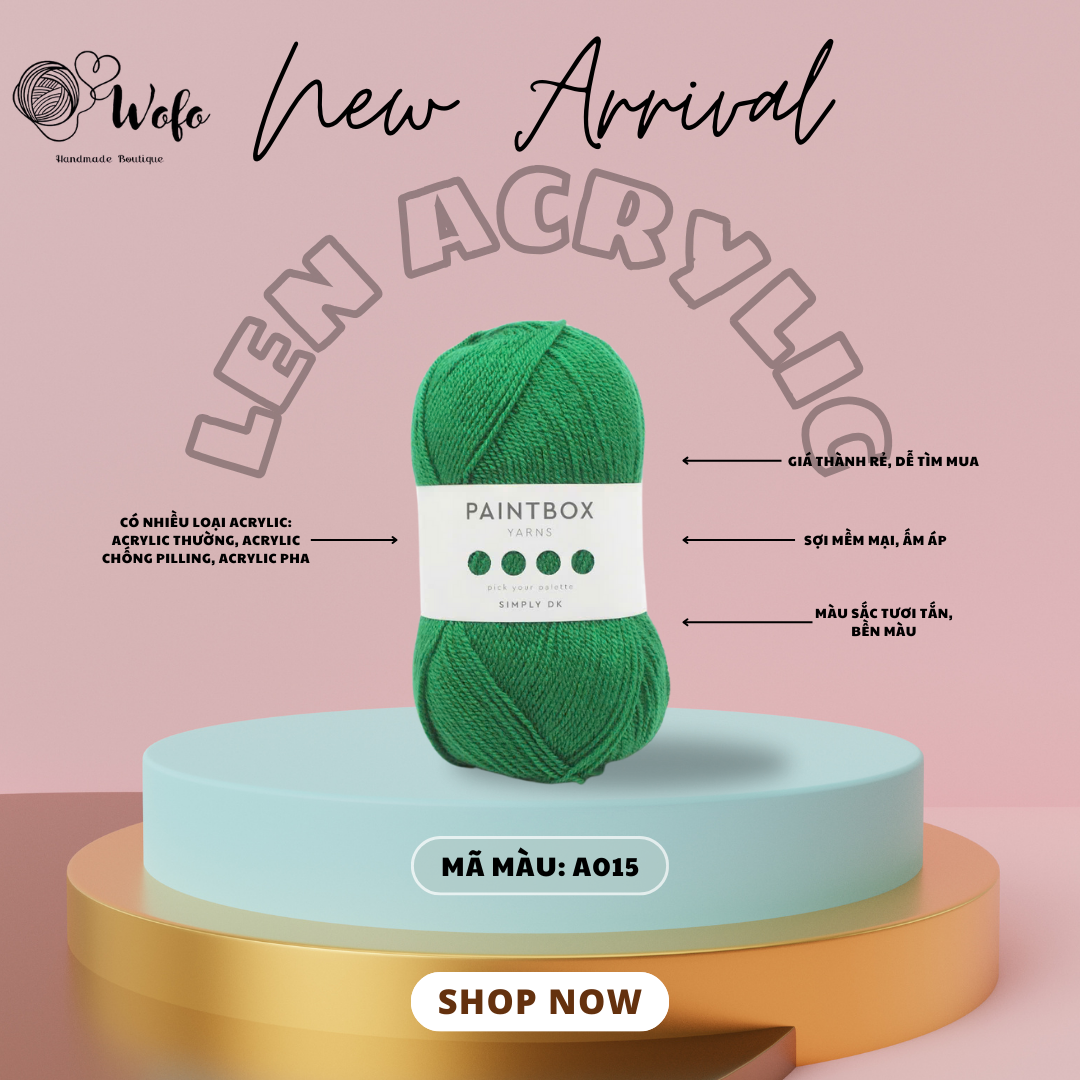 Wofo
Handmade Boutique
New Arrival
LEN ACRYLIC
GIÁ THÀNH RẺ, DỄ TÌM MUA
CÓ NHIỀU LOẠI ACRYLIC:
ACRYLIC THƯỜNG, ACRYLIC
CHỐNG PILLING, ACRYLIC PHA
SỢI MỀM MẠI, ẤM ÁP
MÀU SẮC TƯƠI TẮN,
BỀN MÀU
PAINTBOX
YARNS
pick your palette
SIMPLY DK
MÃ MÀU: A015
SHOP NOW